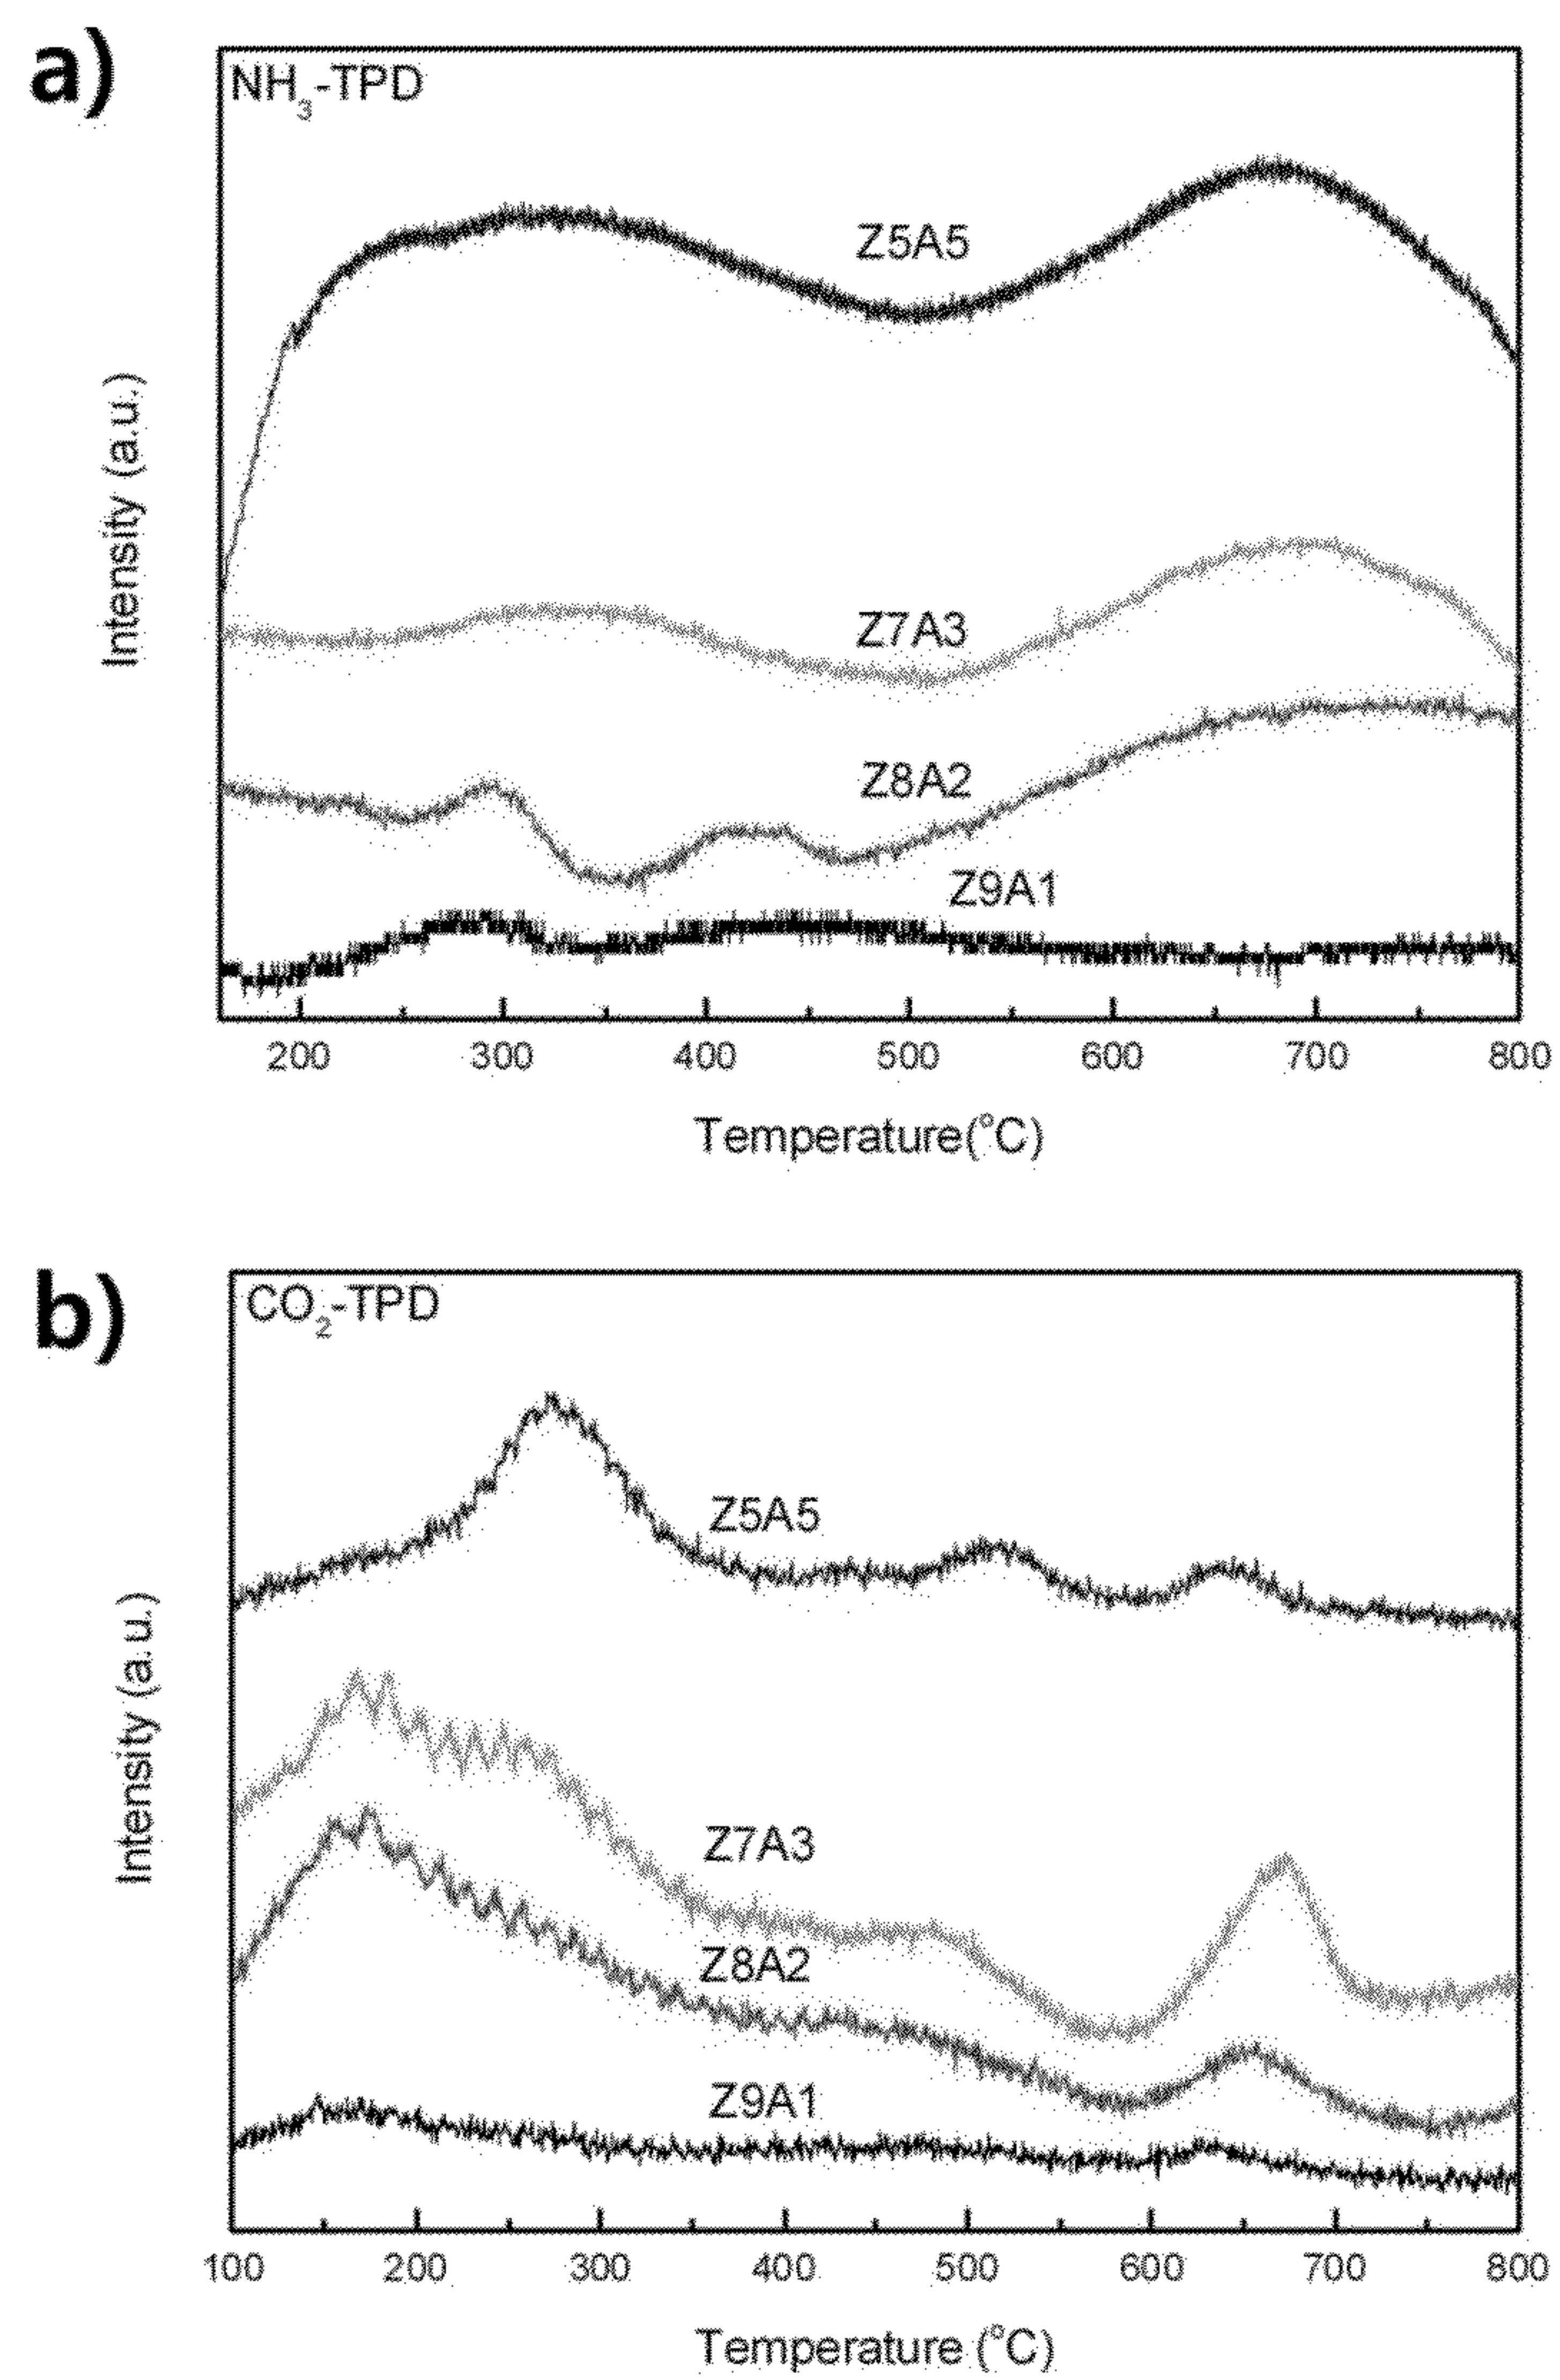 a)
NH3-TPD
Z5A5
Z7A3
Z8A2
Z9A1
Intensity (a.u.)
200 300 400 500 600 700 800
Temperature(°C)
b)
CO2-TPD
Z5A5
Z7A3
Z8A2
Z9A1
Intensity (a.u.)
100 200 300 400 500 600 700 800
Temperature (°C)